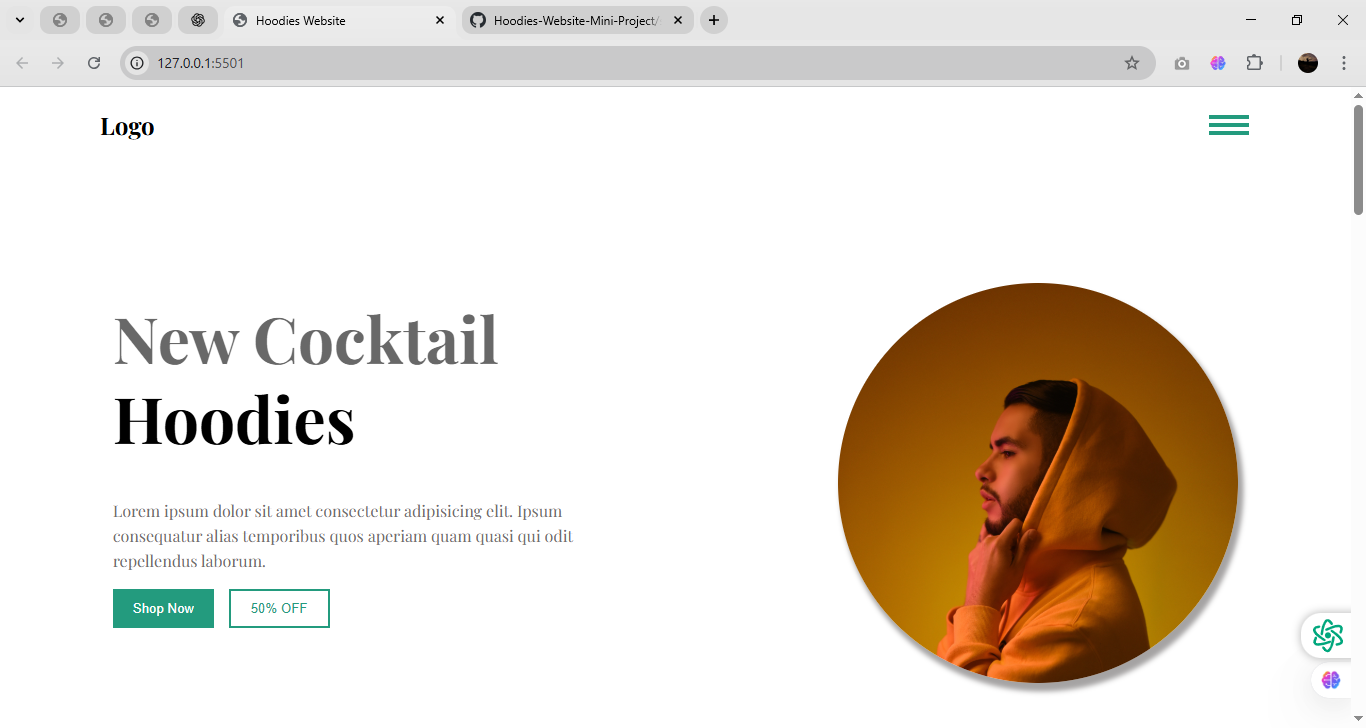 Hoodies Website
Hoodies-Website-Mini-Project/
127.0.0.1:5501
Logo
New Cocktail
Hoodies
Lorem ipsum dolor sit amet consectetur adipisicing elit. Ipsum
consequatur alias temporibus quos aperiam quam quasi qui odit
repellendus laborum.
Shop Now
50% OFF